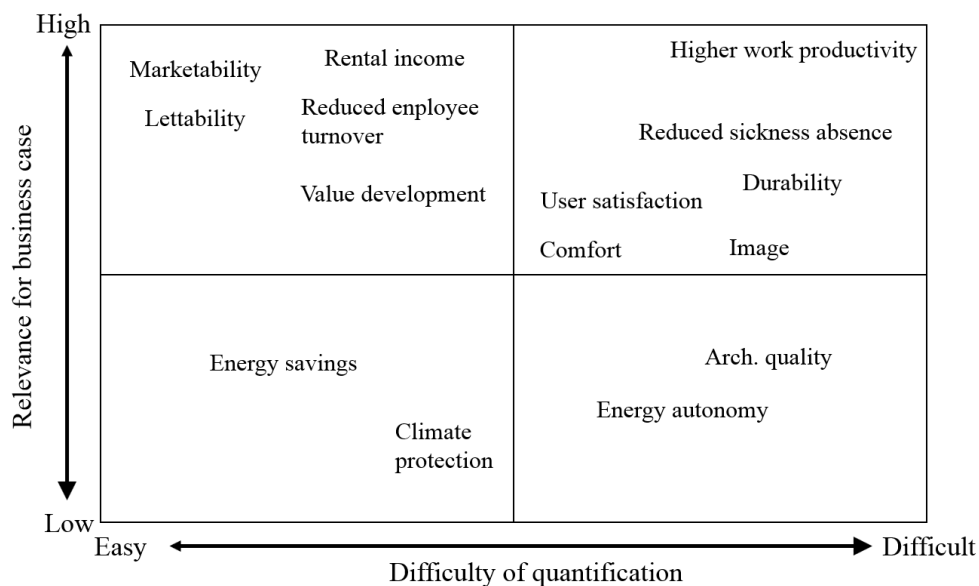 High
Marketability
Rental income
Higher work productivity
Lettability
Reduced enployee
turnover
Reduced sickness absence
Value development
User satisfaction
Durability
Comfort
Image
Relevance for business case
Energy savings
Arch. quality
Climate
protection
Energy autonomy
Low
Easy
Difficult
Difficulty of quantification